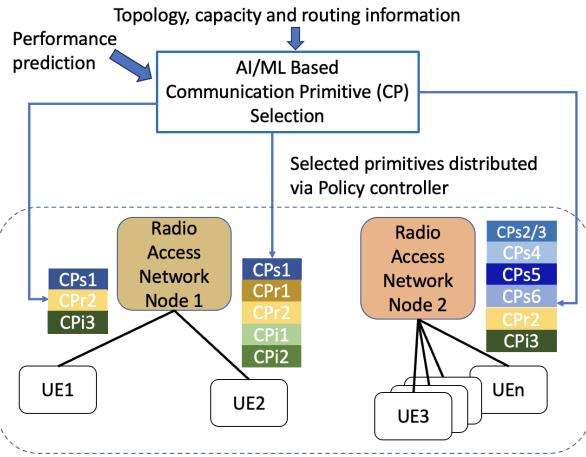 Topology, capacity and routing information
Performance
prediction
AI/ML Based
Communication Primitive (CP)
Selection
Selected primitives distributed
via Policy controller
Radio
Access
Network
Node 1
CPs1
CPr2
CPi3
CPs1
CPr1
CPr2
CPi1
CPi2
Radio
Access
Network
Node 2
CPs2/3
CPs4
CPs5
CPs6
CPr2
CPi3
UE1
UE2
UE3
UEn